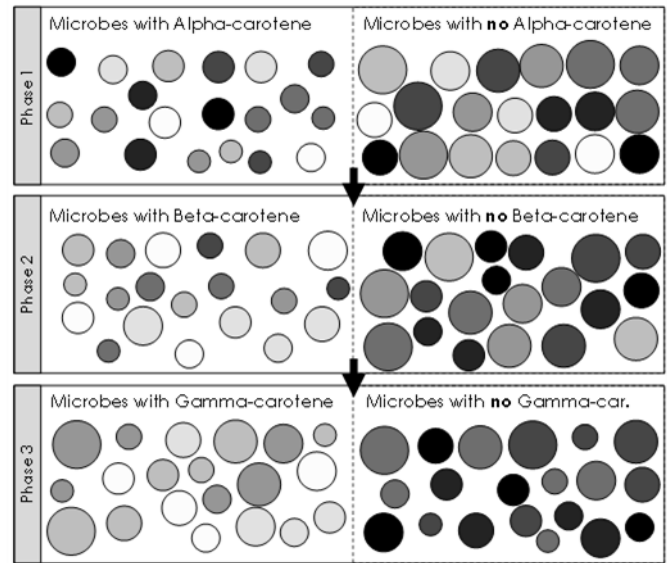 Phase 1
Microbes with Alpha-carotene
Microbes with no Alpha-carotene
Phase 2
Microbes with Beta-carotene
Microbes with no Beta-carotene
Phase 3
Microbes with Gamma-carotene
Microbes with no Gamma-car.